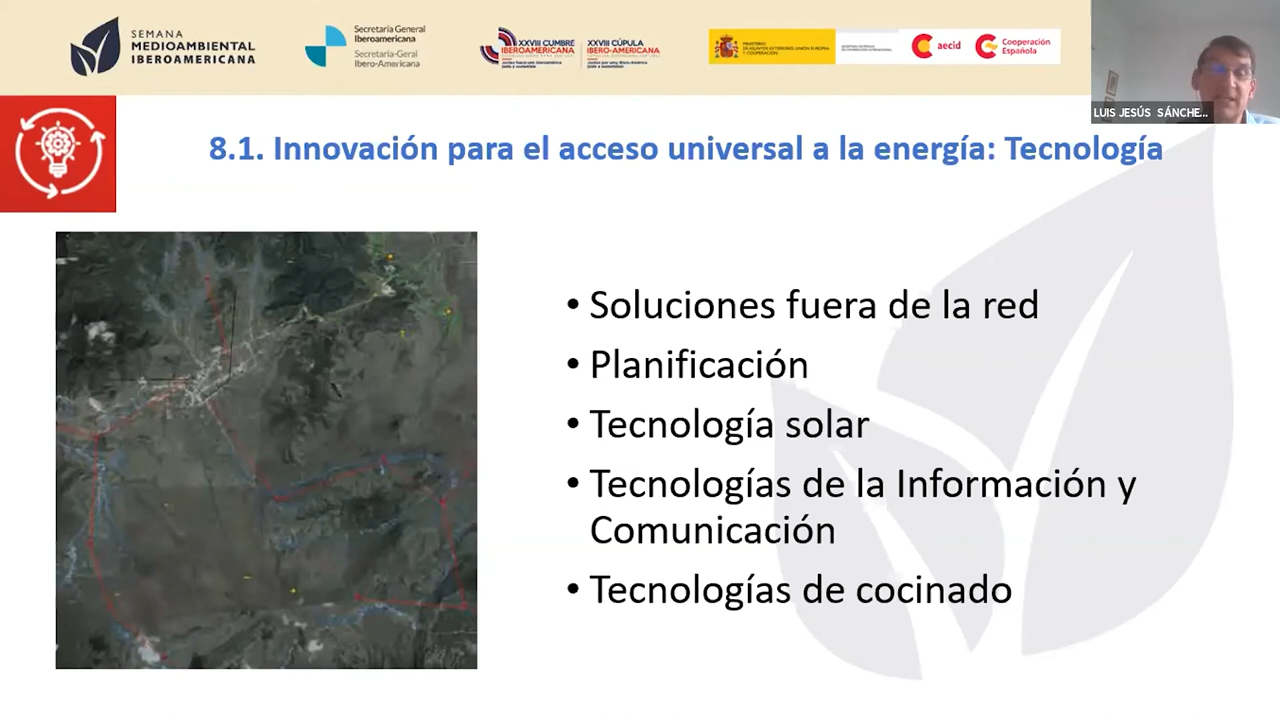 SEMANA
MEDIOAMBIENTAL
IBEROAMERICANA
Secretaría General
Iberoamericana
Secretaria-Geral
Ibero-Americana
XXVIII CUMBRE
IBEROAMERICANA
XXVIII CÚPULA
IBERO-AMERICANA
aecid
Cooperación
Española
LUIS JESÚS SÁNCHE...
8.1. Innovación para el acceso universal a la energía: Tecnología
• Soluciones fuera de la red
• Planificación
• Tecnología solar
• Tecnologías de la Información y
Comunicación
• Tecnologías de cocinado